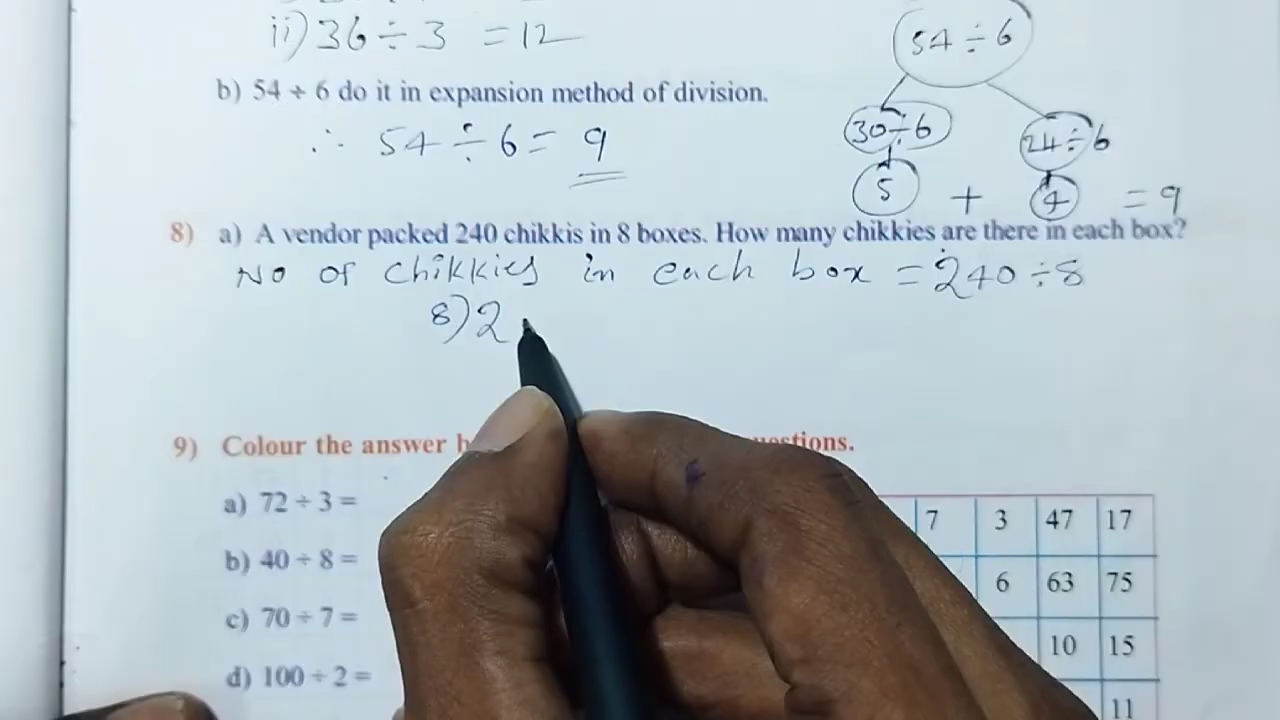 ii) 36 ÷ 3 = 12
54 ÷ 6
b) 54 ÷ 6 do it in expansion method of division.
30÷6 24÷6
∴ 54 ÷ 6 = 9
5 + 4 = 9
8) a) A vendor packed 240 chikkis in 8 boxes. How many chikkies are there in each box?
No of chikkies in each box = 240 ÷ 8
8)2
9) Colour the answer
a) 72 ÷ 3 =
7 3 47 17
b) 40 ÷ 8 =
6 63 75
c) 70 ÷ 7 =
10 15
d) 100 ÷ 2 =
11